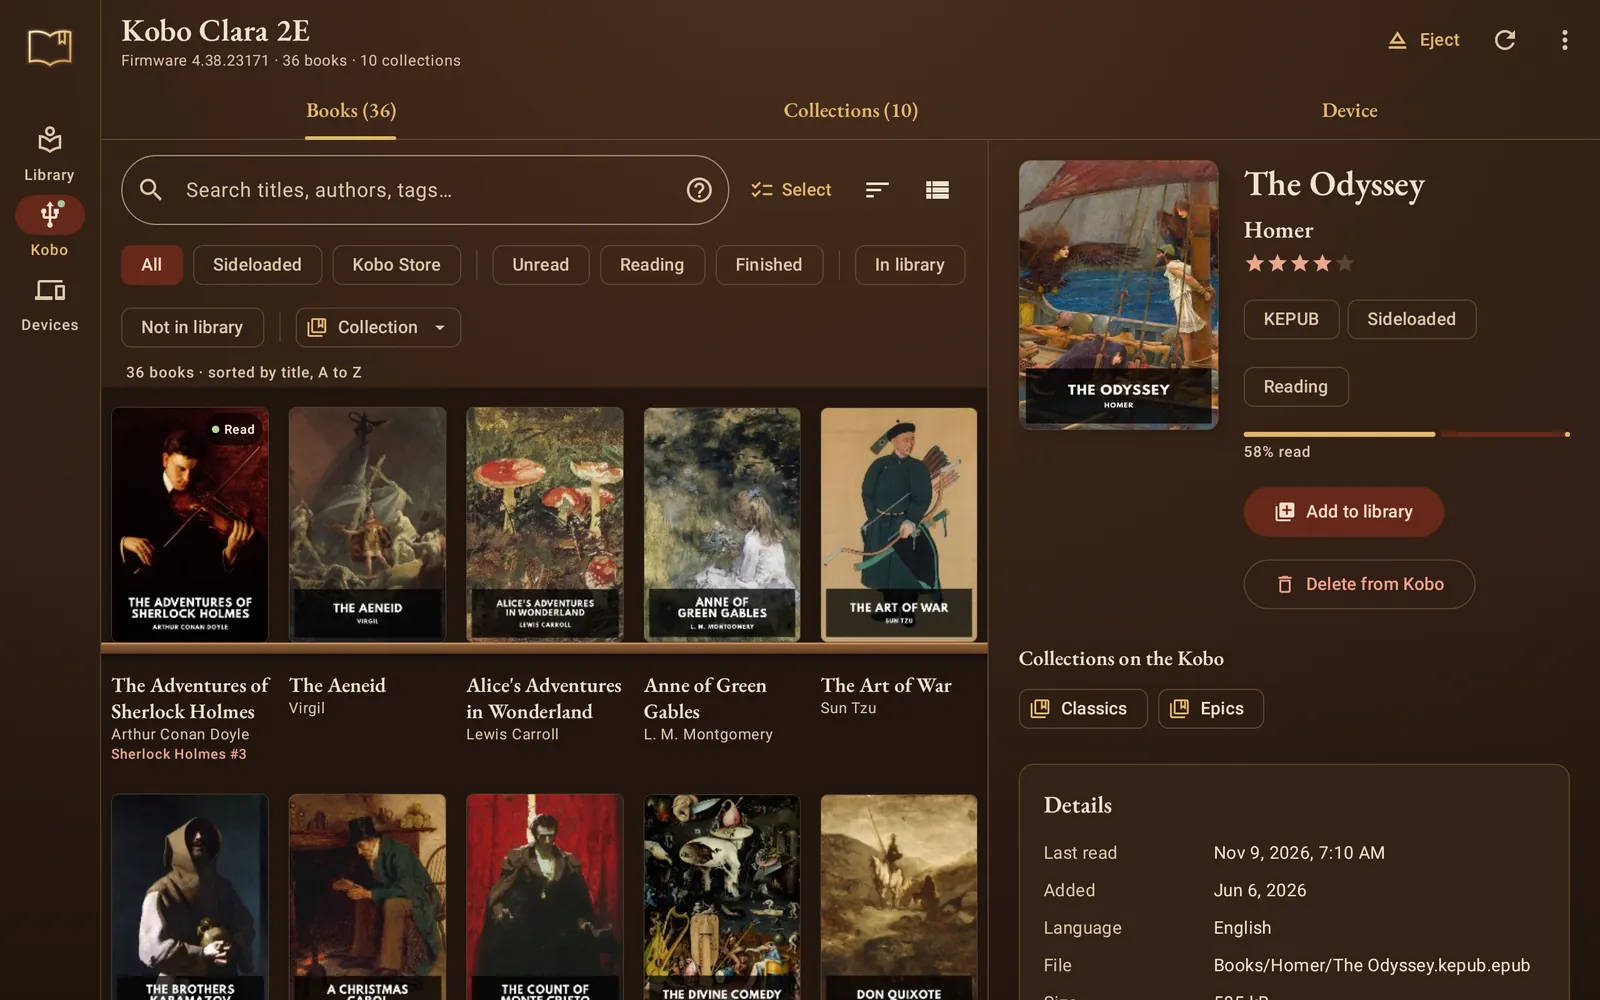 Kobo Clara 2E
Firmware 4.38.23171 · 36 books · 10 collections
Eject
Library
Kobo
Devices
Books (36)
Collections (10)
Device
Search titles, authors, tags...
Select
All
Sideloaded
Kobo Store
Unread
Reading
Finished
In library
Not in library
Collection
36 books · sorted by title, A to Z
Read
THE ADVENTURES OF
SHERLOCK HOLMES
ARTHUR CONAN DOYLE
THE AENEID
VIRGIL
ALICE'S ADVENTURES
IN WONDERLAND
LEWIS CARROLL
ANNE OF
GREEN GABLES
L. M. MONTGOMERY
THE ART OF WAR
SUN TZU
The Adventures of
Sherlock Holmes
Arthur Conan Doyle
Sherlock Holmes #3
The Aeneid
Virgil
Alice's Adventures
in Wonderland
Lewis Carroll
Anne of Green
Gables
L. M. Montgomery
The Art of War
Sun Tzu
THE BROTHERS
KARAMAZOV
A CHRISTMAS
CAROL
THE COUNT OF
MONTE CRISTO
THE DIVINE COMEDY
DON QUIXOTE
THE ODYSSEY
HOMER
The Odyssey
Homer
KEPUB
Sideloaded
Reading
58% read
Add to library
Delete from Kobo
Collections on the Kobo
Classics
Epics
Details
Last read
Nov 9, 2026, 7:10 AM
Added
Jun 6, 2026
Language
English
File
Books/Homer/The Odyssey.kepub.epub